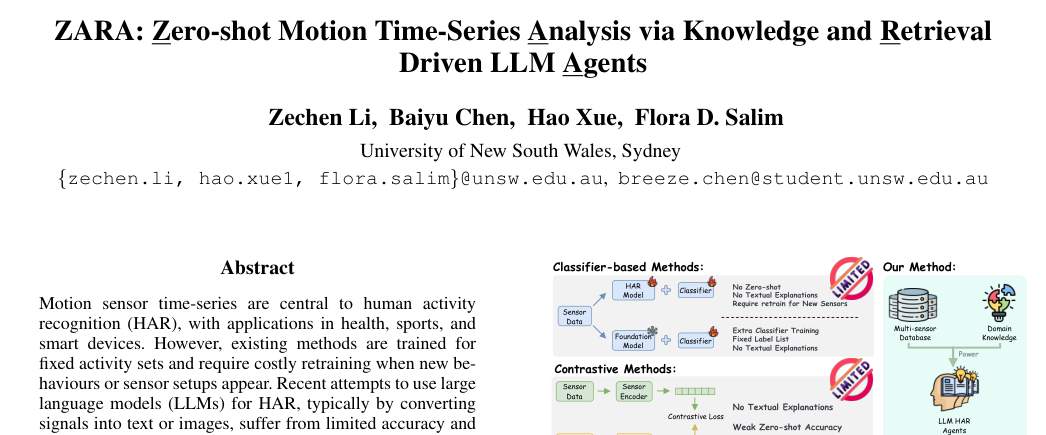 ZARA: Zero-shot Motion Time-Series Analysis via Knowledge and Retrieval
Driven LLM Agents
Zechen Li, Baiyu Chen, Hao Xue, Flora D. Salim
University of New South Wales, Sydney
{zechen.li, hao.xue1, flora.salim}@unsw.edu.au, breeze.chen@student.unsw.edu.au
Abstract
Motion sensor time-series are central to human activity
recognition (HAR), with applications in health, sports, and
smart devices. However, existing methods are trained for
fixed activity sets and require costly retraining when new be-
haviours or sensor setups appear. Recent attempts to use large
language models (LLMs) for HAR, typically by converting
signals into text or images, suffer from limited accuracy and
Classifier-based Methods:
LIMITED
Sensor
Data
HAR
Model
Classifier
No Zero-shot
No Textual Explanations
Require retrain for New Sensors
Foundation
Model
Classifier
Extra Classifier Training
Fixed Label List
No Textual Explanations
Contrastive Methods:
LIMITED
Sensor
Data
Sensor
Encoder
Contrastive Loss
No Textual Explanations
Weak Zero-shot Accuracy
Our Method:
Multi-sensor
Database
Domain
Knowledge
Power
LLM HAR
Agents